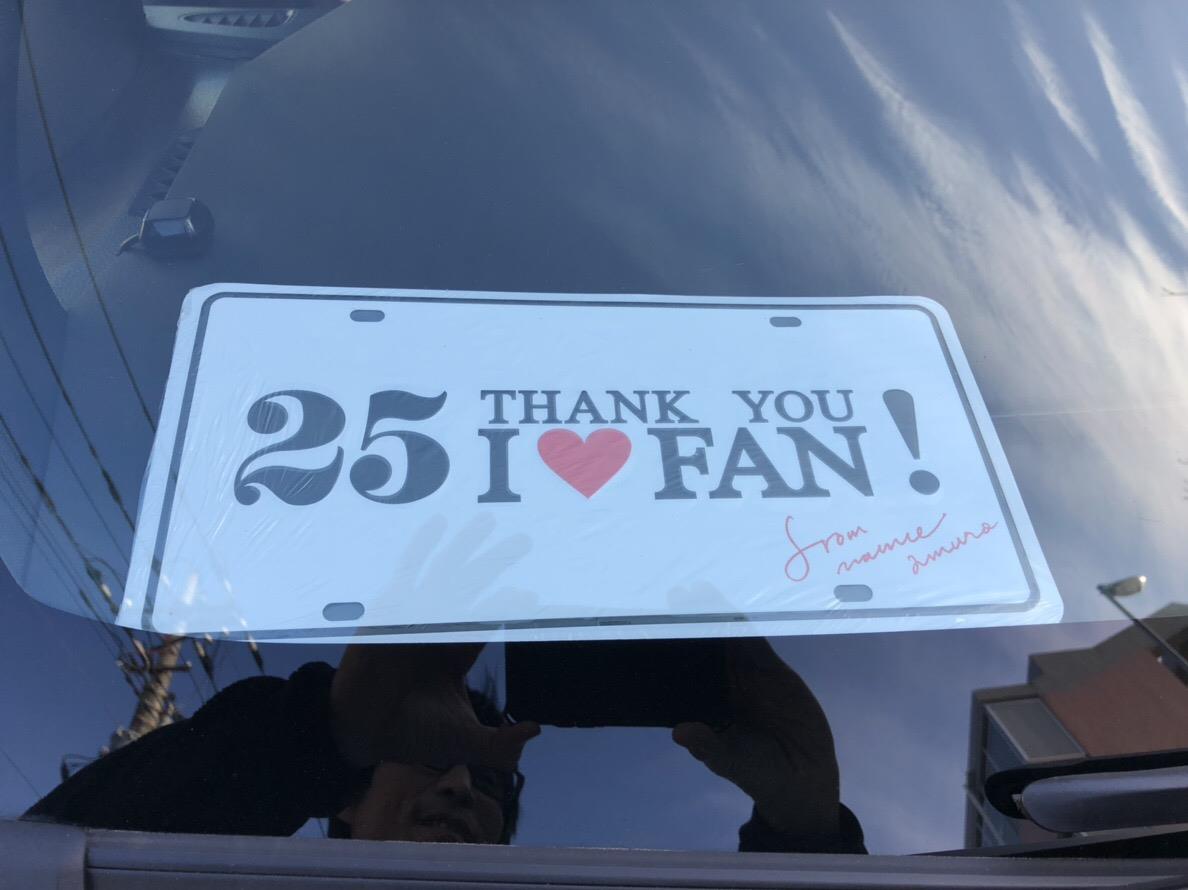 25 THANK YOU
I ❤ FAN!
from
namie
amuro